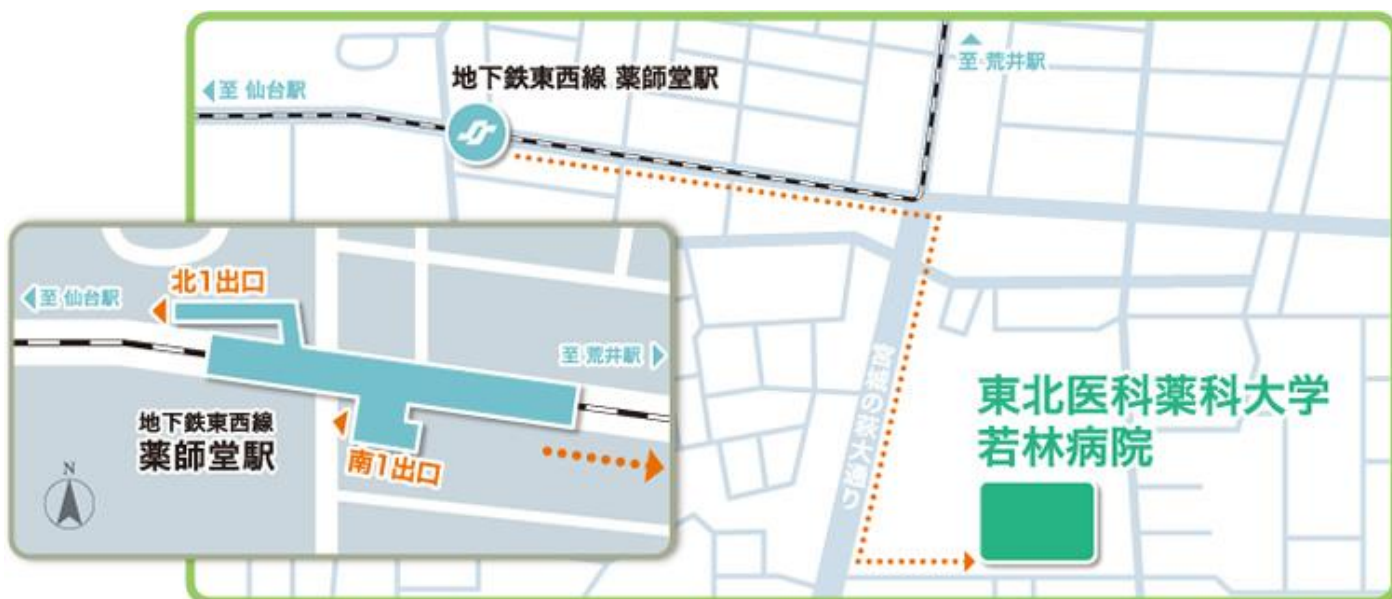 地下鉄東西線 薬師堂駅
至 荒井駅
至 仙台駅
宮城の萩大通り
東北医科薬科大学
若林病院
北1出口
至 仙台駅
至 荒井駅
地下鉄東西線
薬師堂駅
南1出口
N